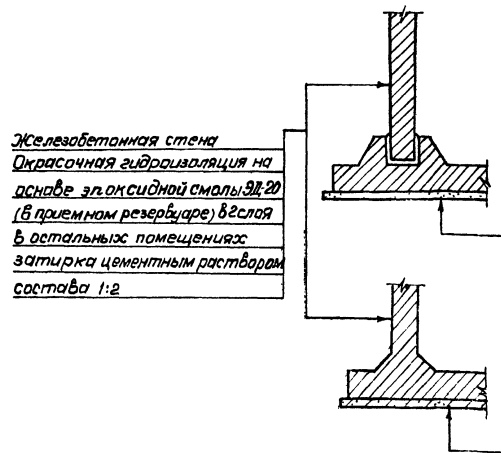 Железобетонная стена
Окрасочная гидроизоляция на
основе эпоксидной смолы ЭД-20
(в приемном резервуаре) в 2 слоя
в остальных помещениях
затирка цементным раствором
состава 1:2